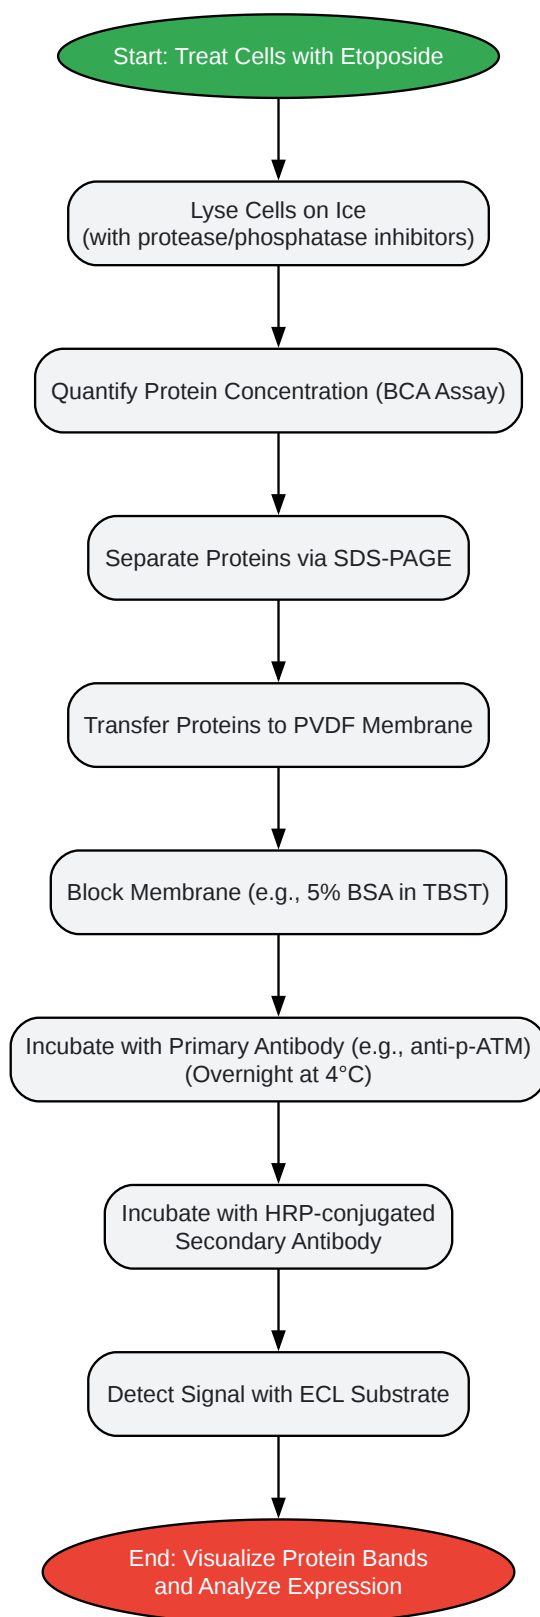 Start: Treat Cells with Etoposide
Lyse Cells on Ice
(with protease/phosphatase inhibitors)
Quantify Protein Concentration (BCA Assay)
Separate Proteins via SDS-PAGE
Transfer Proteins to PVDF Membrane
Block Membrane (e.g., 5% BSA in TBST)
Incubate with Primary Antibody (e.g., anti-p-ATM)
(Overnight at 4°C)
Incubate with HRP-conjugated
Secondary Antibody
Detect Signal with ECL Substrate
End: Visualize Protein Bands
and Analyze Expression